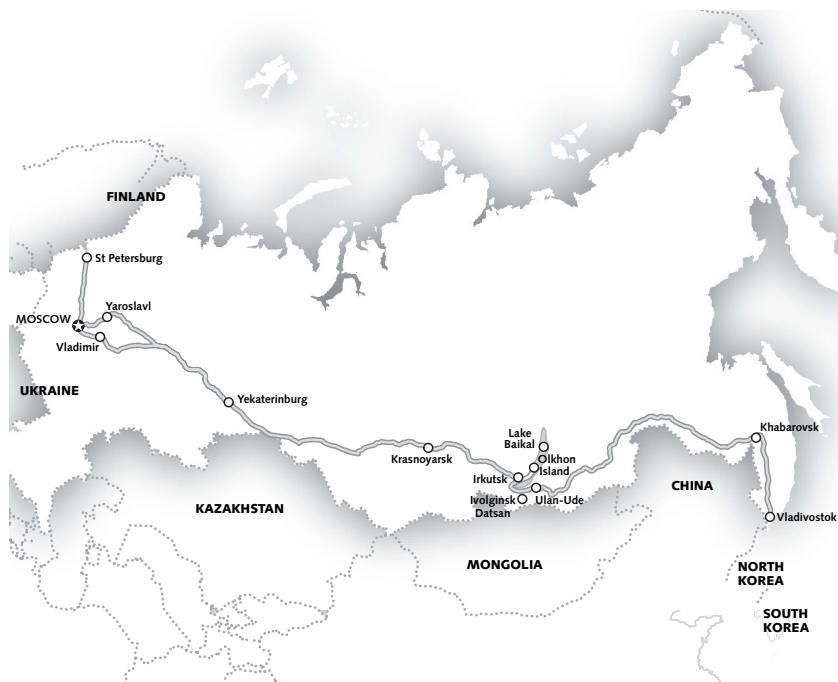 FINLAND
St Petersburg
Yaroslavl
MOSCOW
Vladimir
UKRAINE
Yekaterinburg
Khabarovsk
Lake
Baikal
Krasnoyarsk
Olkhon
Island
Irkutsk
CHINA
Ivolginsk
Datsan
Ulan-Ude
KAZAKHSTAN
Vladivostok
MONGOLIA
NORTH
KOREA
SOUTH
KOREA